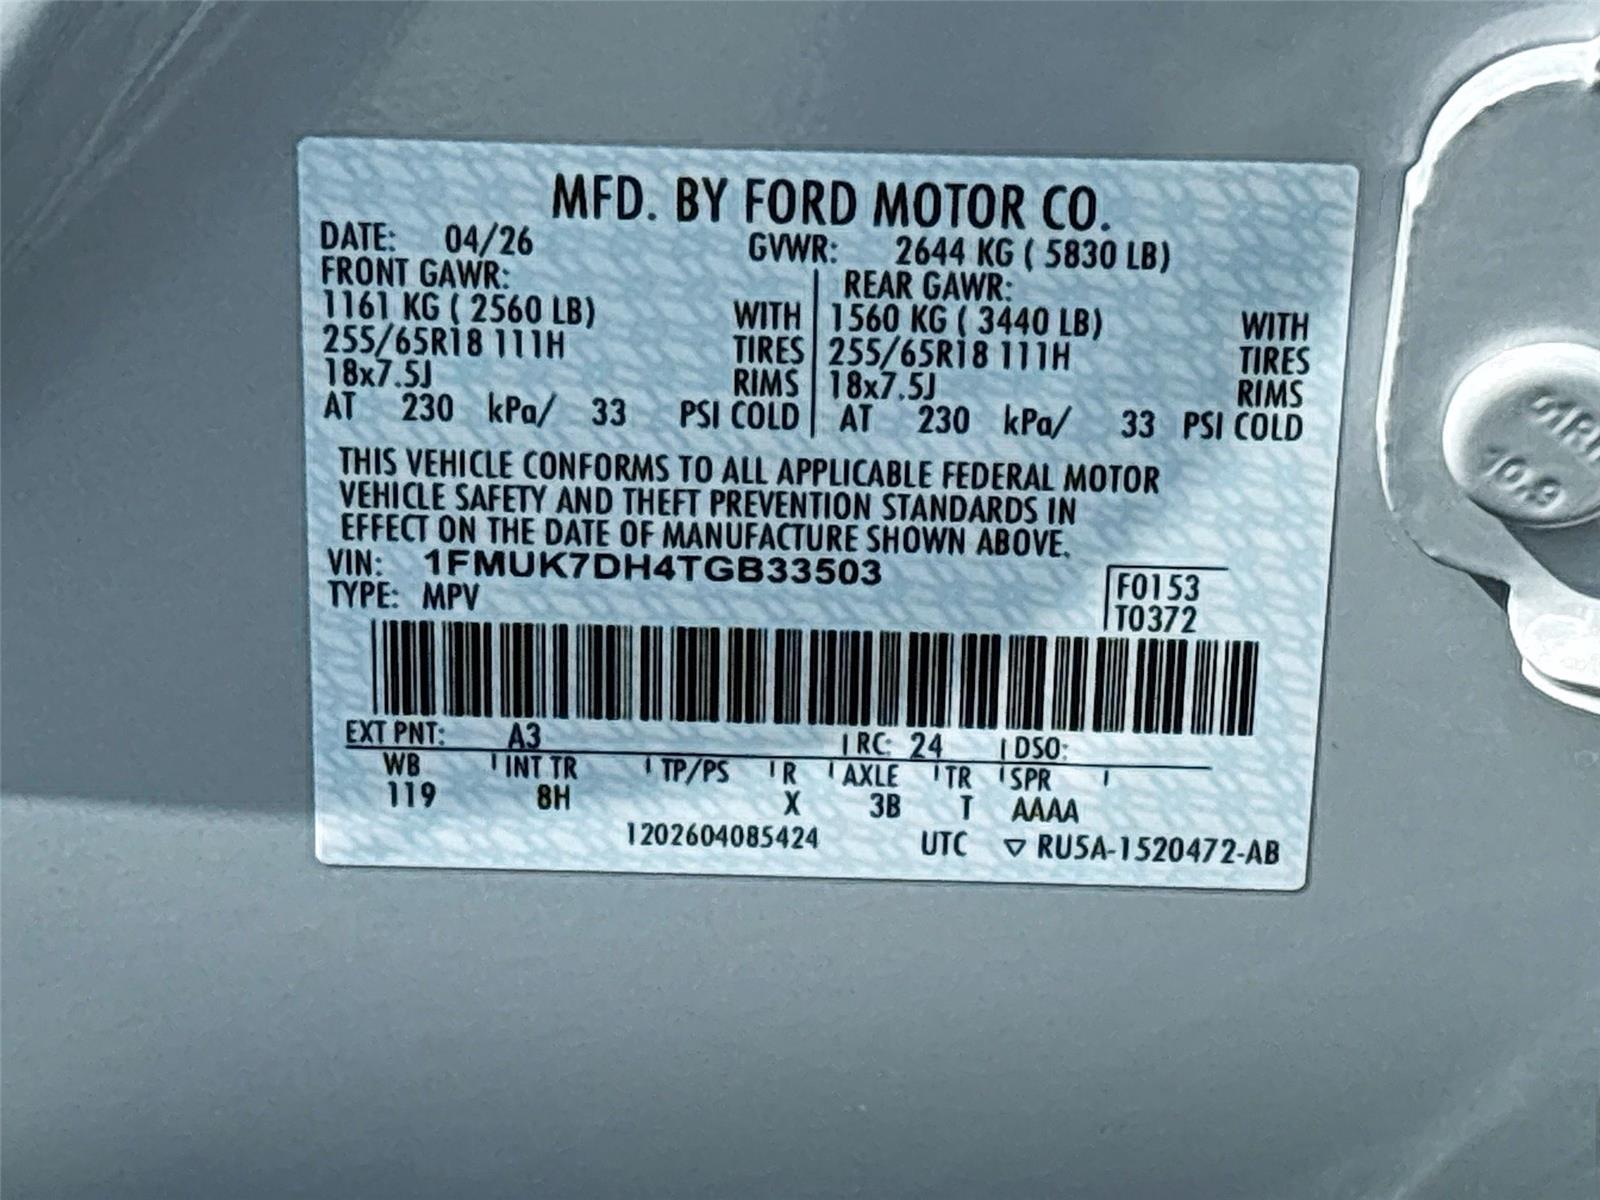 MFD. BY FORD MOTOR CO.
DATE: 04/26 GVWR: 2644 KG ( 5830 LB)
FRONT GAWR: REAR GAWR:
1161 KG ( 2560 LB) WITH 1560 KG ( 3440 LB) WITH
255/65R18 111H TIRES 255/65R18 111H TIRES
18x7.5J RIMS 18x7.5J RIMS
AT 230 kPa/ 33 PSI COLD AT 230 kPa/ 33 PSI COLD
THIS VEHICLE CONFORMS TO ALL APPLICABLE FEDERAL MOTOR
VEHICLE SAFETY AND THEFT PREVENTION STANDARDS IN
EFFECT ON THE DATE OF MANUFACTURE SHOWN ABOVE.
VIN: 1FMUK7DH4TGB33503
TYPE: MPV
F0153
T0372
EXT PNT: A3 RC: 24 DSO:
WB INT TR TP/PS R AXLE TR SPR
119 8H X 3B T AAAA
1202604085424 UTC ▽ RU5A-1520472-AB
19,9